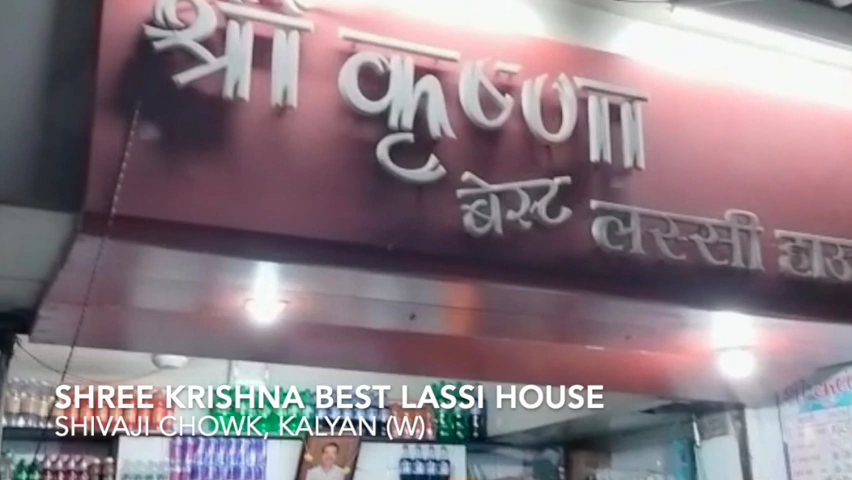 श्री कृष्णा
बेस्ट लस्सी हाउ
SHREE KRISHNA BEST LASSI HOUSE
SHIVAJI CHOWK, KALYAN (W)